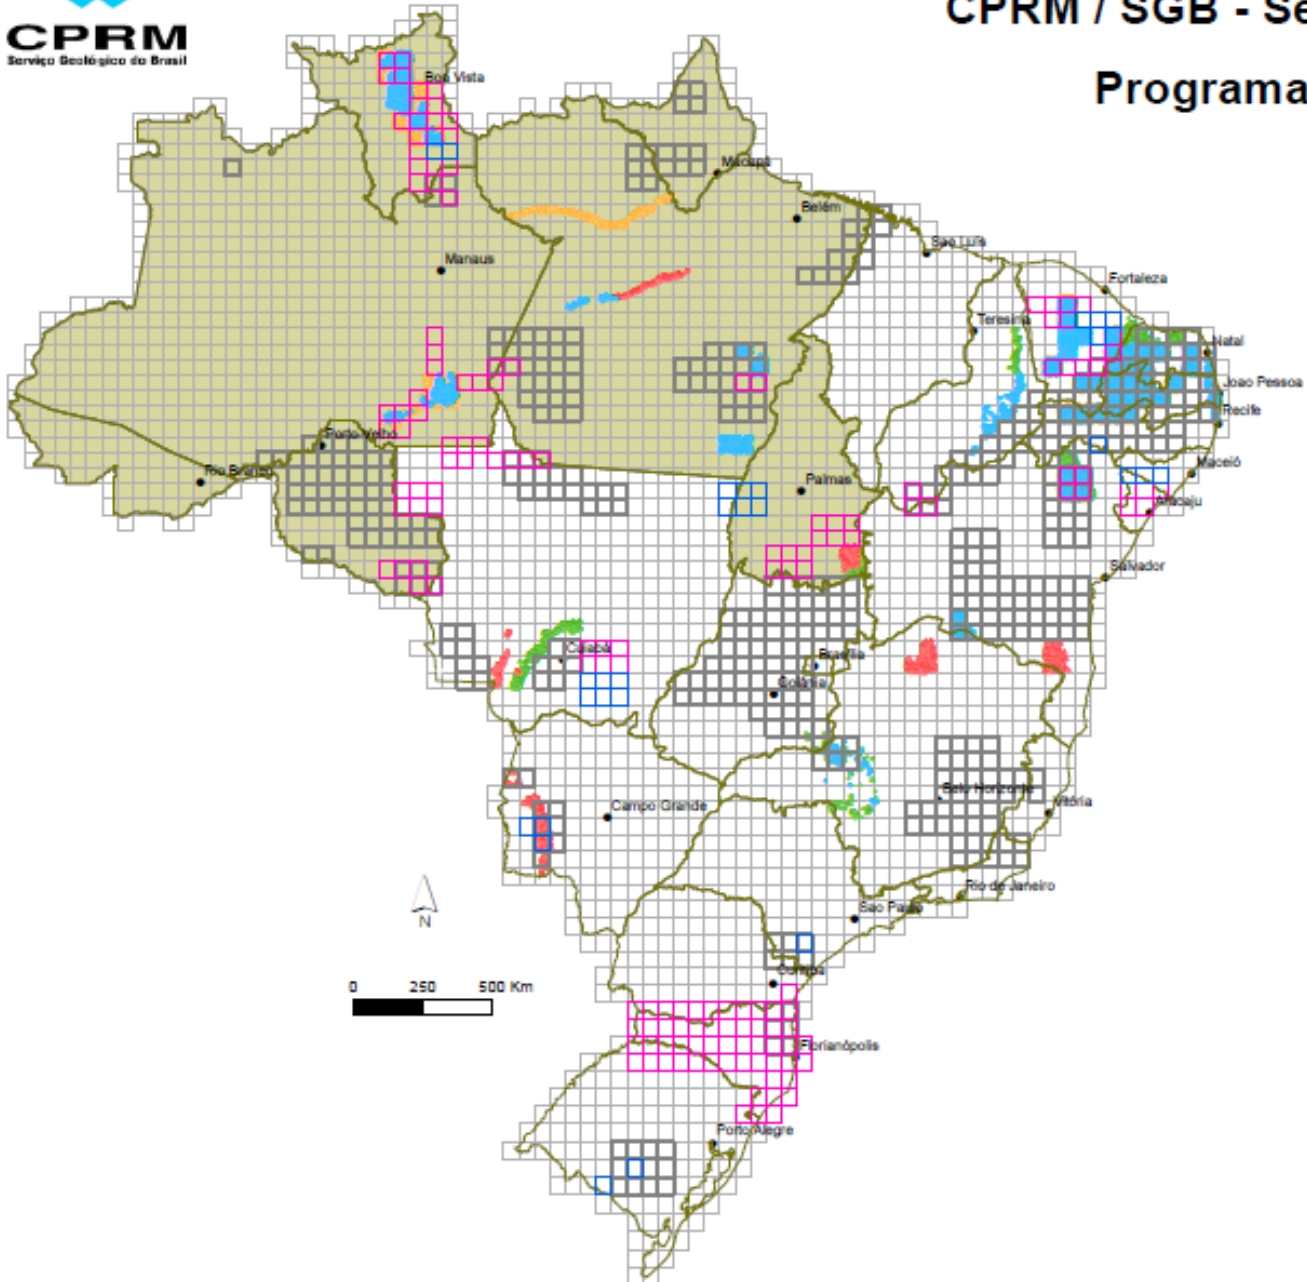 CPRM / SGB - Se
CPRM
Serviço Geológico do Brasil
Programa
Boa Vista
Macapá
Belém
Sao Luís
Manaus
Fortaleza
Teresina
Natal
Joao Pessoa
Recife
Porto Velho
Maceió
Rio Branco
Palmas
Aracaju
Salvador
Cuiabá
Brasília
Goiânia
Belo Horizonte
Vitória
Campo Grande
Rio de Janeiro
Sao Paulo
N
Curitiba
0 250 500 Km
Florianópolis
Porto Alegre